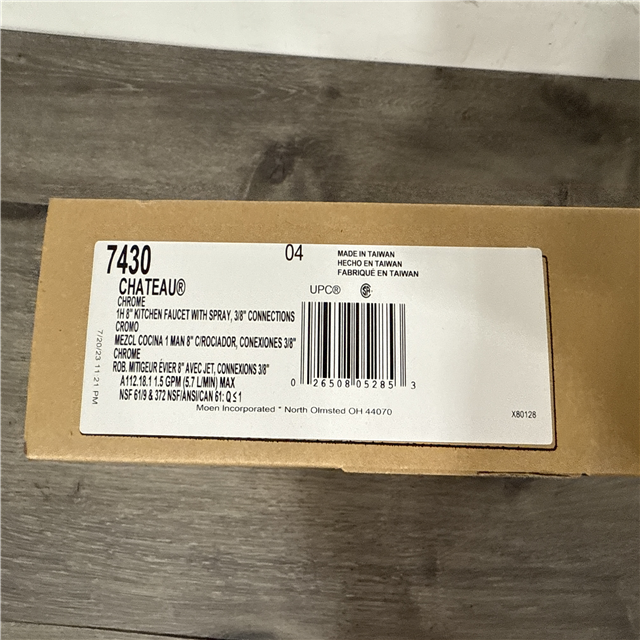 7430
04
MADE IN TAIWAN
HECHO EN TAIWAN
FABRIQUÉ EN TAIWAN
CHATEAU®
UPC®
CHROME
1H 8" KITCHEN FAUCET WITH SPRAY, 3/8" CONNECTIONS
CROMO
MEZCL COCINA 1 MAN 8" C/ROCIADOR, CONEXIONES 3/8"
CHROME
ROB. MITIGEUR ÉVIER 8" AVEC JET, CONNEXIONS 3/8"
A112.18.1 1.5 GPM (5.7 L/MIN) MAX
NSF 61/9 & 372 NSF/ANSI/CAN 61: Q ≤ 1
0 26508 05285 3
Moen Incorporated * North Olmsted OH 44070
X80128
7/20/23 11:21 PM